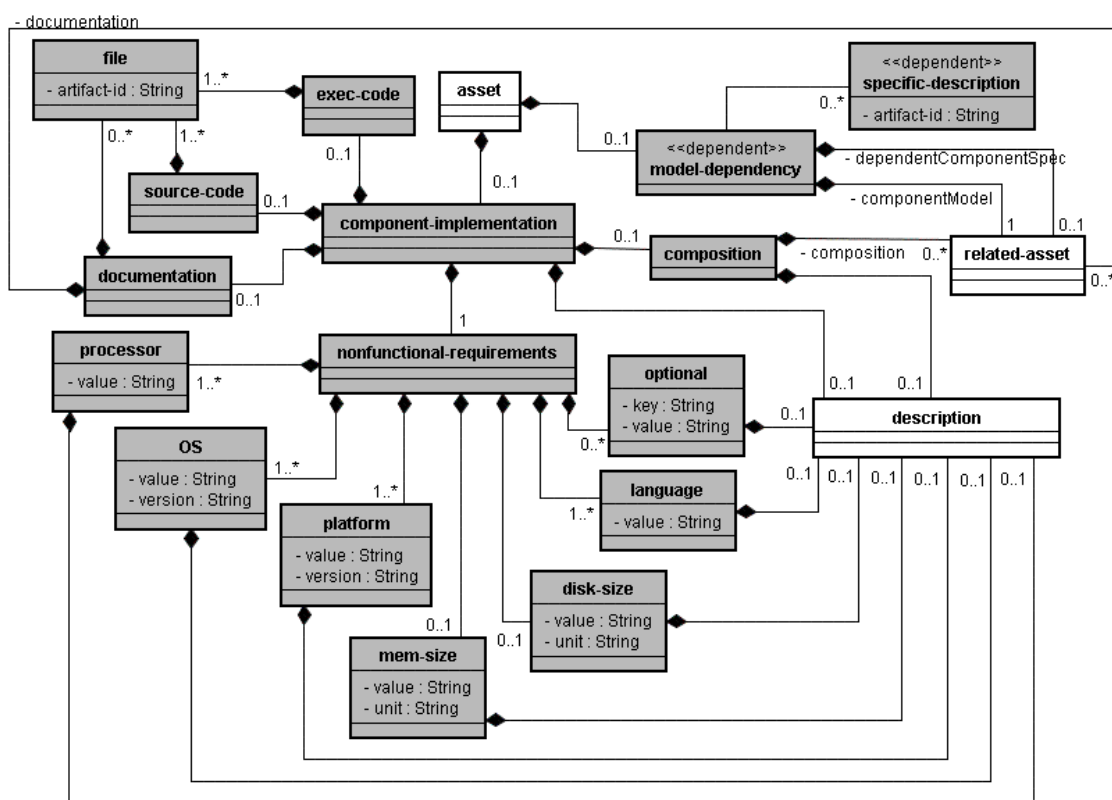 - documentation
file
- artifact-id : String
1..*
exec-code
asset
<<dependent>>
specific-description
- artifact-id : String
0..*
0..*
1..*
0..1
0..1
<<dependent>>
model-dependency
- dependentComponentSpec
- componentModel
source-code
0..1
0..1
component-implementation
0..1
composition
- composition
1
0..1
0..*
related-asset
0..*
documentation
0..1
1
processor
- value : String
1..*
nonfunctional-requirements
optional
- key : String
- value : String
0..*
0..1
0..1
0..1
description
OS
- value : String
- version : String
1..*
1..*
language
- value : String
1..*
0..1
0..1
0..1
0..1
0..1
0..1
platform
- value : String
- version : String
disk-size
- value : String
- unit : String
0..1
0..1
mem-size
- value : String
- unit : String